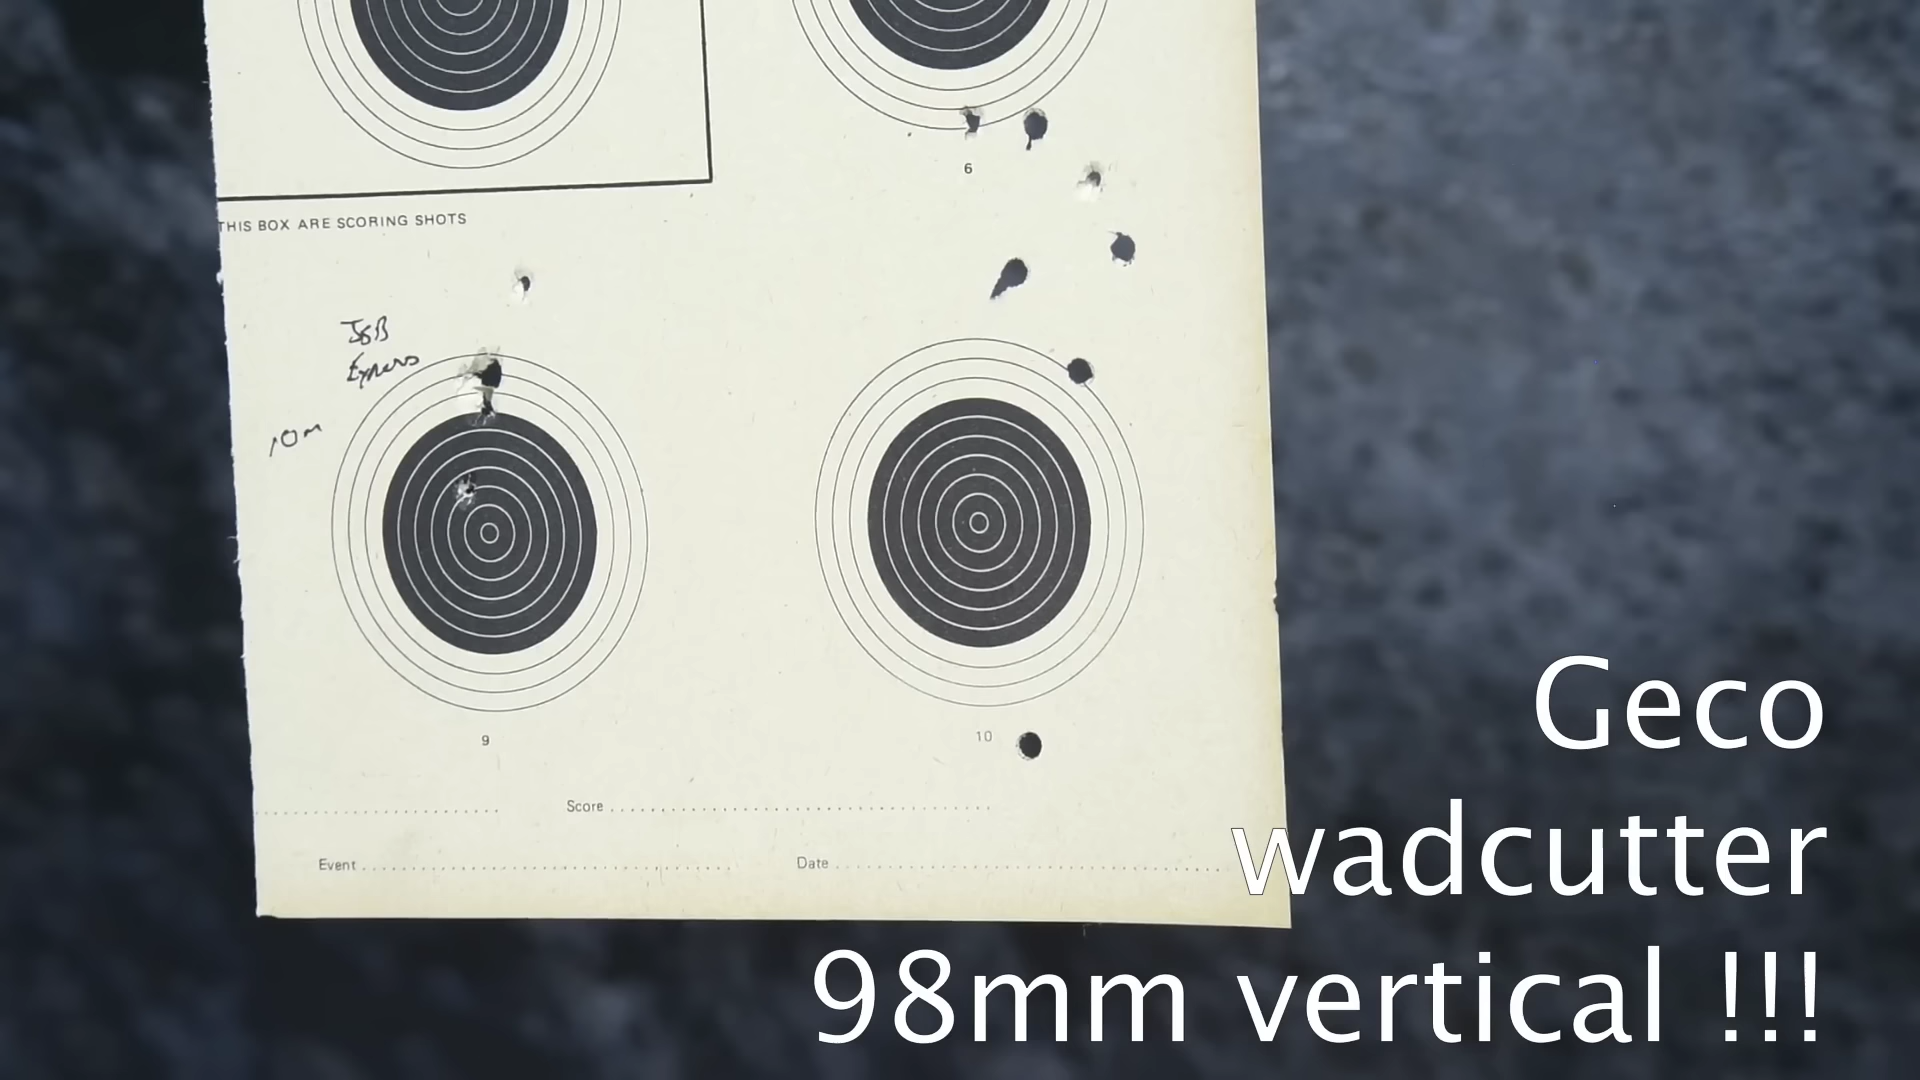 6
THIS BOX ARE SCORING SHOTS
JSB
Express
10m
9
10
Score
Event
Date
Geco
wadcutter
98mm vertical !!!